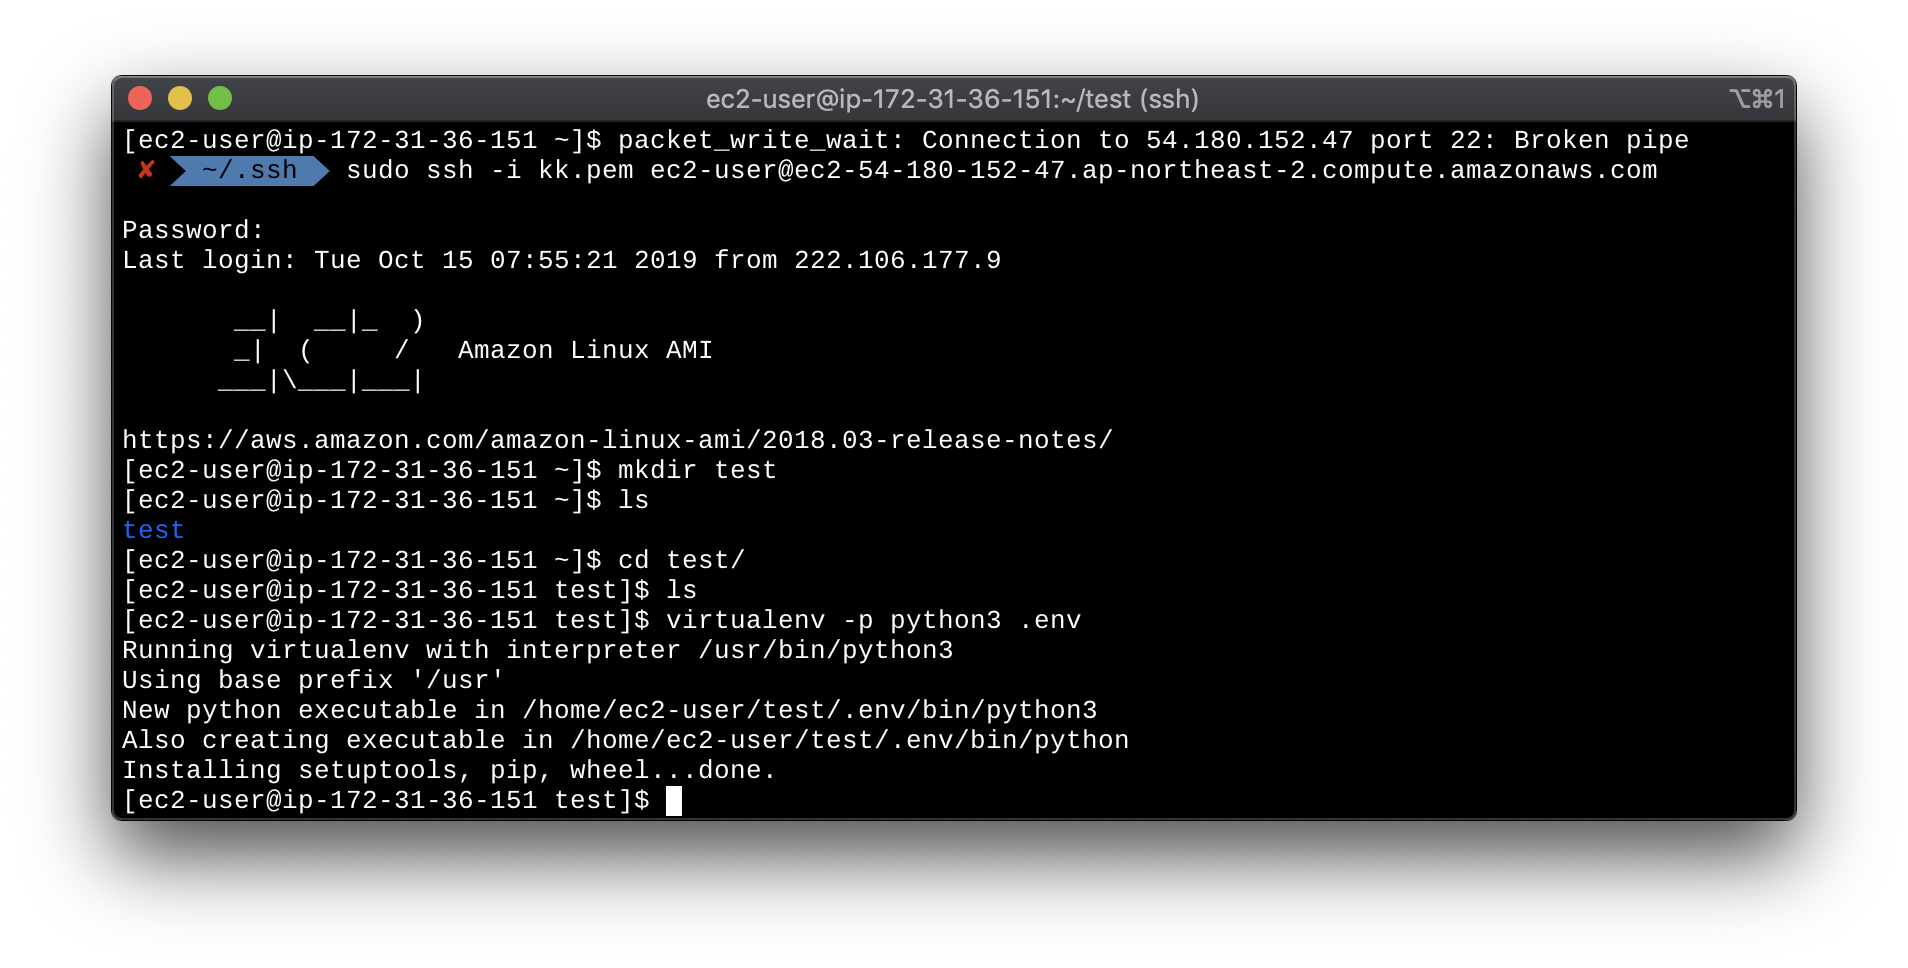 ec2-user@ip-172-31-36-151:~/test (ssh) ⌥⌘1
[ec2-user@ip-172-31-36-151 ~]$ packet_write_wait: Connection to 54.180.152.47 port 22: Broken pipe
✘ ~/.ssh sudo ssh -i kk.pem ec2-user@ec2-54-180-152-47.ap-northeast-2.compute.amazonaws.com
Password:
Last login: Tue Oct 15 07:55:21 2019 from 222.106.177.9
       __|  __|_  )
       _|  (     /   Amazon Linux AMI
      ___|\___|___|
https://aws.amazon.com/amazon-linux-ami/2018.03-release-notes/
[ec2-user@ip-172-31-36-151 ~]$ mkdir test
[ec2-user@ip-172-31-36-151 ~]$ ls
test
[ec2-user@ip-172-31-36-151 ~]$ cd test/
[ec2-user@ip-172-31-36-151 test]$ ls
[ec2-user@ip-172-31-36-151 test]$ virtualenv -p python3 .env
Running virtualenv with interpreter /usr/bin/python3
Using base prefix '/usr'
New python executable in /home/ec2-user/test/.env/bin/python3
Also creating executable in /home/ec2-user/test/.env/bin/python
Installing setuptools, pip, wheel...done.
[ec2-user@ip-172-31-36-151 test]$